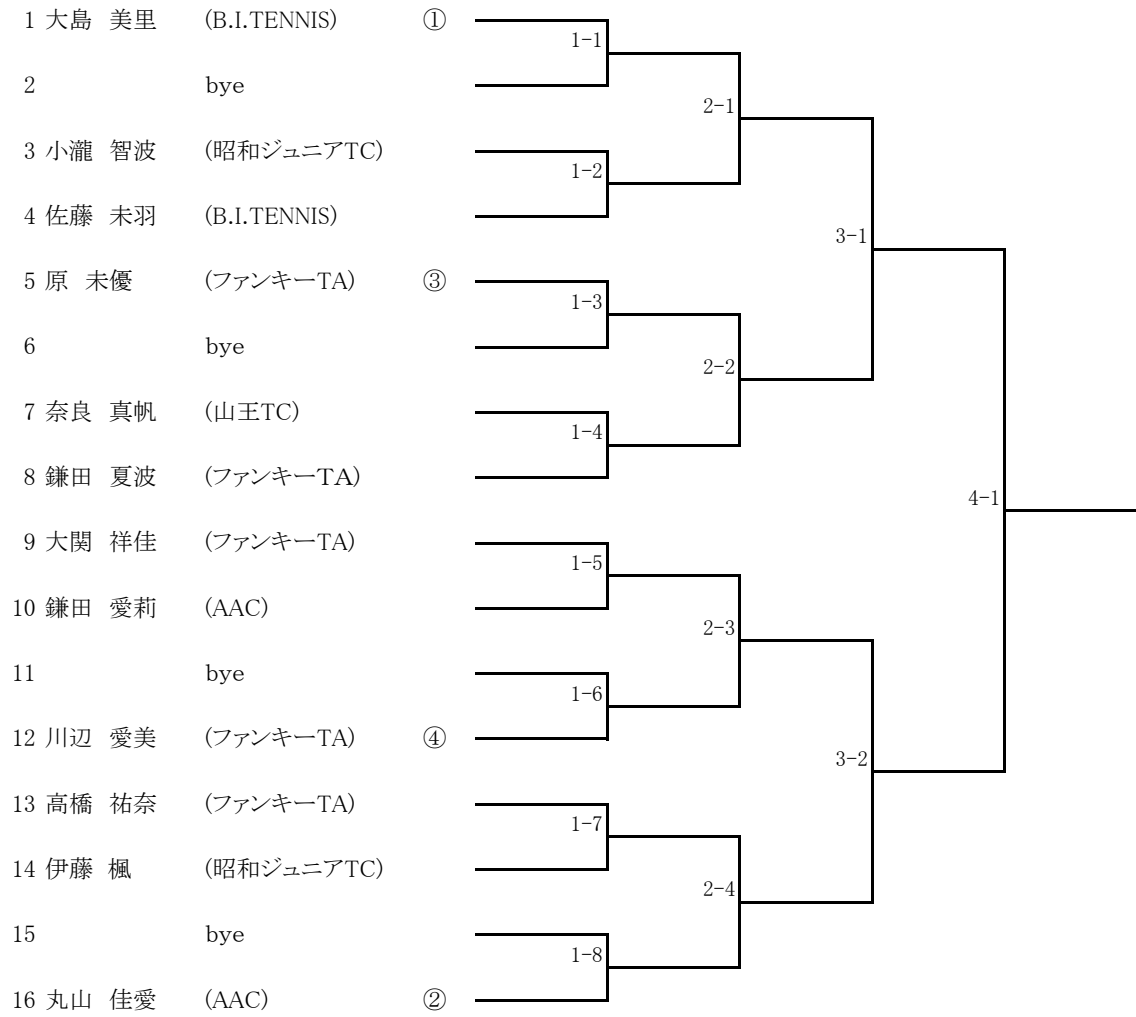 1 大島 美里 (B.I.TENNIS) ①
1-1
2 bye
2-1
3 小瀧 智波 (昭和ジュニアTC)
1-2
4 佐藤 未羽 (B.I.TENNIS)
3-1
5 原 未優 (ファンキーTA) ③
1-3
6 bye
2-2
7 奈良 真帆 (山王TC)
1-4
8 鎌田 夏波 (ファンキーTA)
4-1
9 大関 祥佳 (ファンキーTA)
1-5
10 鎌田 愛莉 (AAC)
2-3
11 bye
1-6
12 川辺 愛美 (ファンキーTA) ④
3-2
13 高橋 祐奈 (ファンキーTA)
1-7
14 伊藤 楓 (昭和ジュニアTC)
2-4
15 bye
1-8
16 丸山 佳愛 (AAC) ②